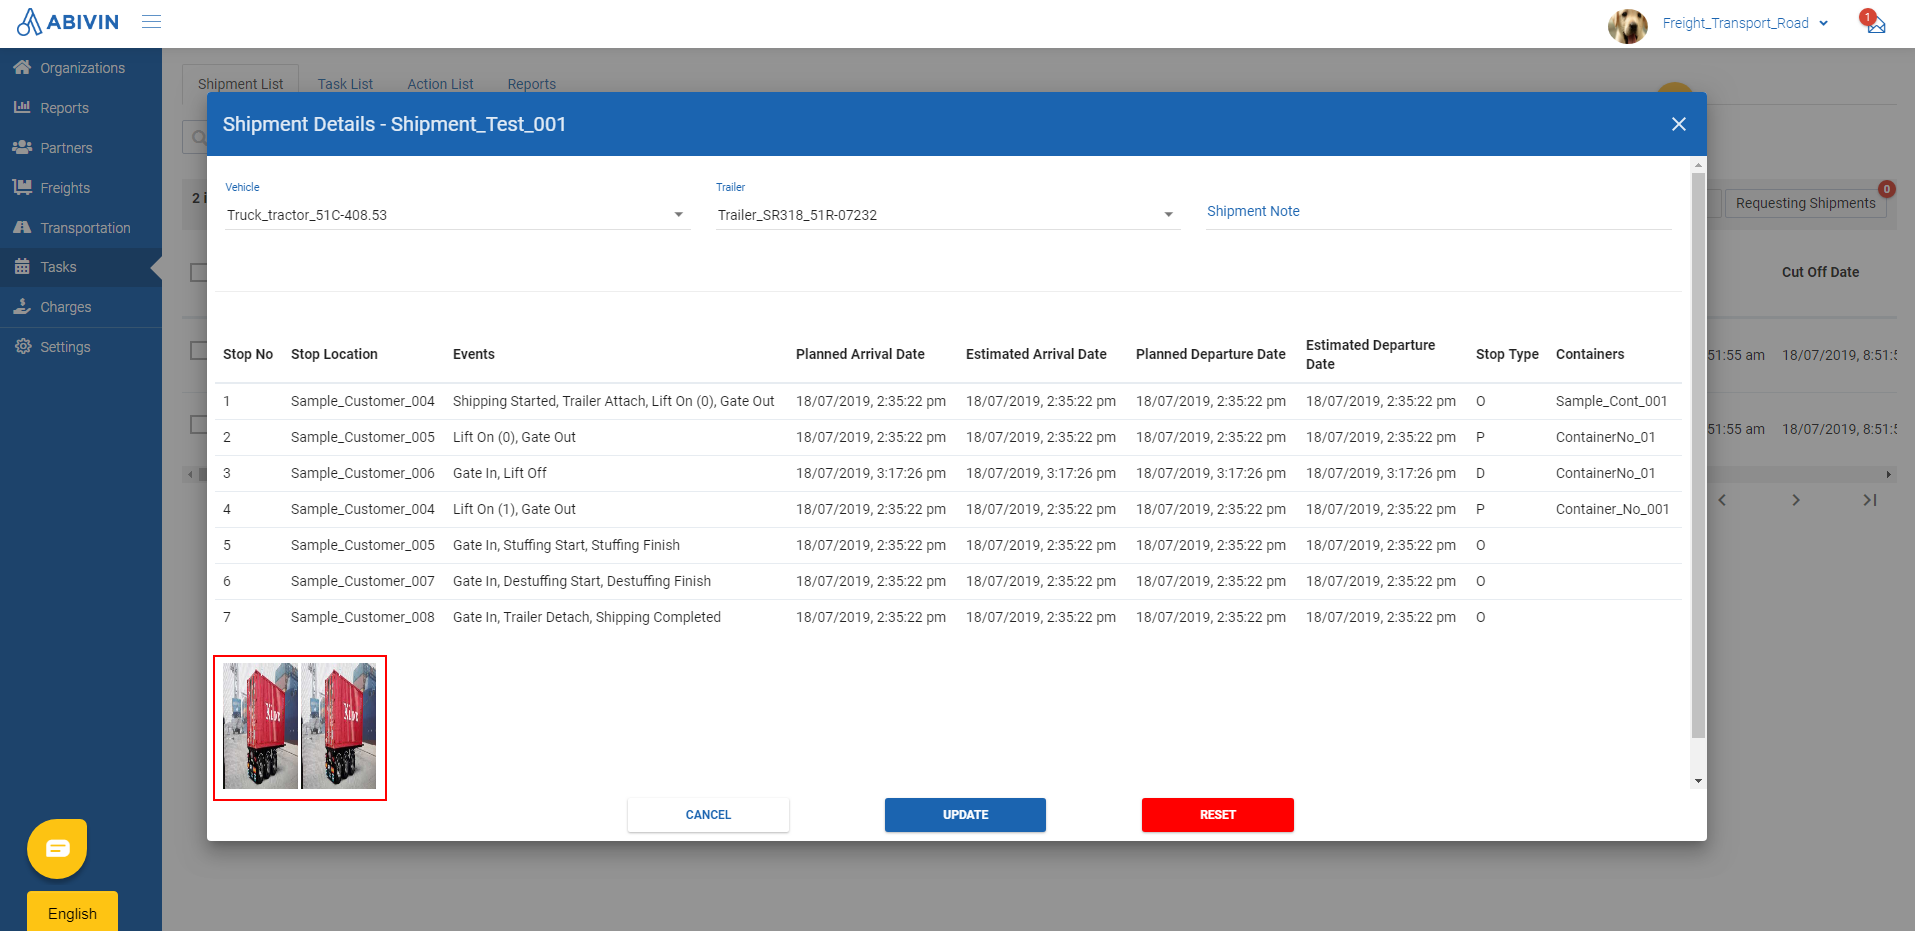 ABIVIN
Freight_Transport_Road
1
Organizations
Reports
Partners
Freights
Transportation
Tasks
Charges
Settings
English
Shipment List Task List Action List Reports
Shipment Details - Shipment_Test_001
2 i
Requesting Shipments
0
Cut Off Date
51:55 am 18/07/2019, 8:51:5
51:55 am 18/07/2019, 8:51:5
Vehicle
Truck_tractor_51C-408.53
Trailer
Trailer_SR318_51R-07232
Shipment Note
Stop No Stop Location Events Planned Arrival Date Estimated Arrival Date Planned Departure Date Estimated Departure Date Stop Type Containers
1 Sample_Customer_004 Shipping Started, Trailer Attach, Lift On (0), Gate Out 18/07/2019, 2:35:22 pm 18/07/2019, 2:35:22 pm 18/07/2019, 2:35:22 pm 18/07/2019, 2:35:22 pm O Sample_Cont_001
2 Sample_Customer_005 Lift On (0), Gate Out 18/07/2019, 2:35:22 pm 18/07/2019, 2:35:22 pm 18/07/2019, 2:35:22 pm 18/07/2019, 2:35:22 pm P ContainerNo_01
3 Sample_Customer_006 Gate In, Lift Off 18/07/2019, 3:17:26 pm 18/07/2019, 3:17:26 pm 18/07/2019, 3:17:26 pm 18/07/2019, 3:17:26 pm D ContainerNo_01
4 Sample_Customer_004 Lift On (1), Gate Out 18/07/2019, 2:35:22 pm 18/07/2019, 2:35:22 pm 18/07/2019, 2:35:22 pm 18/07/2019, 2:35:22 pm P Container_No_001
5 Sample_Customer_005 Gate In, Stuffing Start, Stuffing Finish 18/07/2019, 2:35:22 pm 18/07/2019, 2:35:22 pm 18/07/2019, 2:35:22 pm 18/07/2019, 2:35:22 pm O
6 Sample_Customer_007 Gate In, Destuffing Start, Destuffing Finish 18/07/2019, 2:35:22 pm 18/07/2019, 2:35:22 pm 18/07/2019, 2:35:22 pm 18/07/2019, 2:35:22 pm O
7 Sample_Customer_008 Gate In, Trailer Detach, Shipping Completed 18/07/2019, 2:35:22 pm 18/07/2019, 2:35:22 pm 18/07/2019, 2:35:22 pm 18/07/2019, 2:35:22 pm O
CANCEL UPDATE RESET